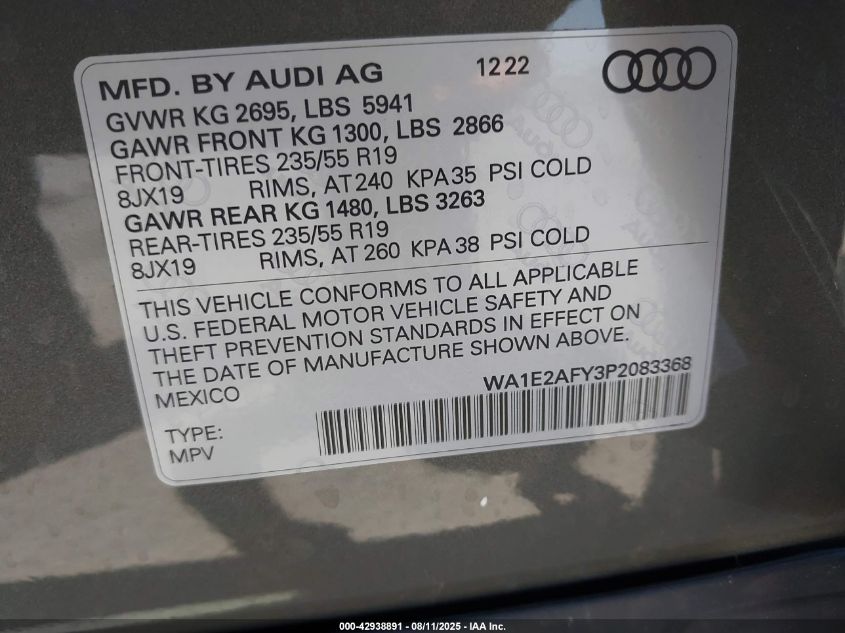 MFD. BY AUDI AG 12 22
GVWR KG 2695, LBS 5941
GAWR FRONT KG 1300, LBS 2866
FRONT-TIRES 235/55 R19
8JX19 RIMS, AT 240 KPA 35 PSI COLD
GAWR REAR KG 1480, LBS 3263
REAR-TIRES 235/55 R19
8JX19 RIMS, AT 260 KPA 38 PSI COLD
THIS VEHICLE CONFORMS TO ALL APPLICABLE
U.S. FEDERAL MOTOR VEHICLE SAFETY AND
THEFT PREVENTION STANDARDS IN EFFECT ON
THE DATE OF MANUFACTURE SHOWN ABOVE.
MEXICO WA1E2AFY3P2083368
TYPE:
MPV
000-42938891 - 08/11/2025 - IAA Inc.